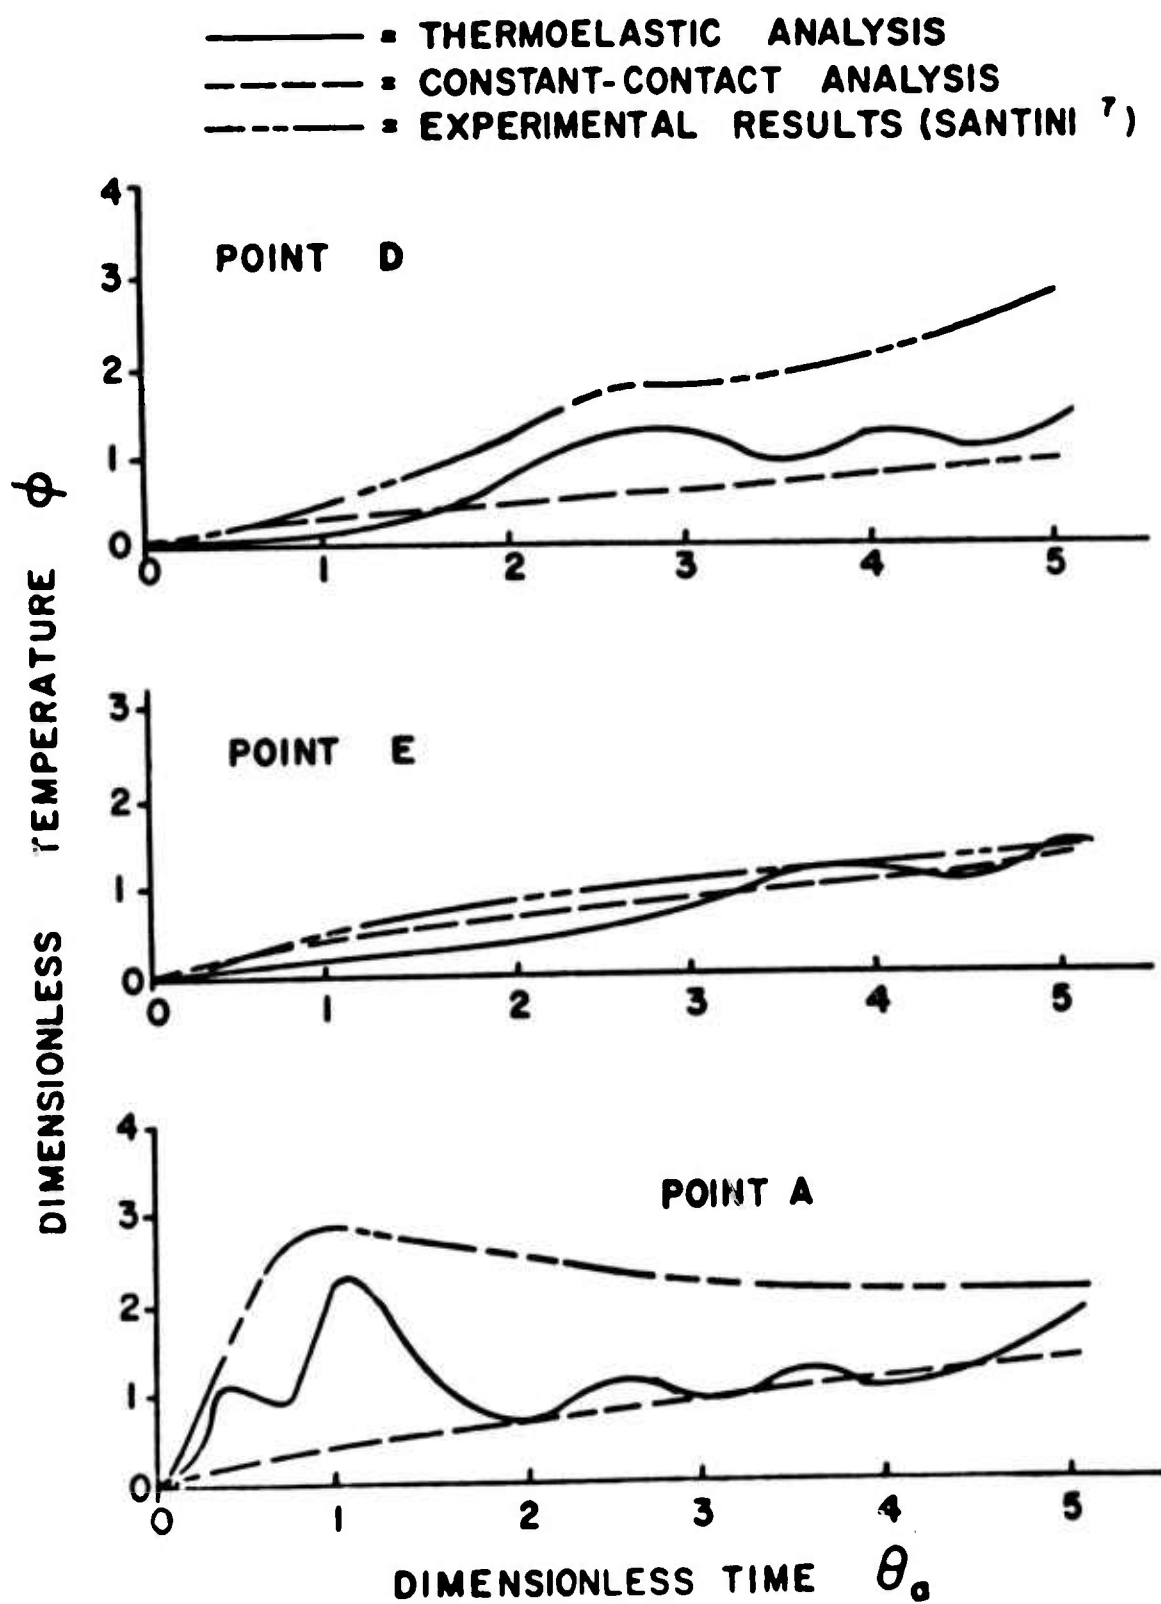 = THERMOELASTIC ANALYSIS
= CONSTANT-CONTACT ANALYSIS
= EXPERIMENTAL RESULTS (SANTINI 7)
DIMENSIONLESS TEMPERATURE ϕ
POINT D
4
3
2
1
0
0 1 2 3 4 5
POINT E
3
2
1
0
0 1 2 3 4 5
POINT A
4
3
2
1
0
0 1 2 3 4 5
DIMENSIONLESS TIME θa